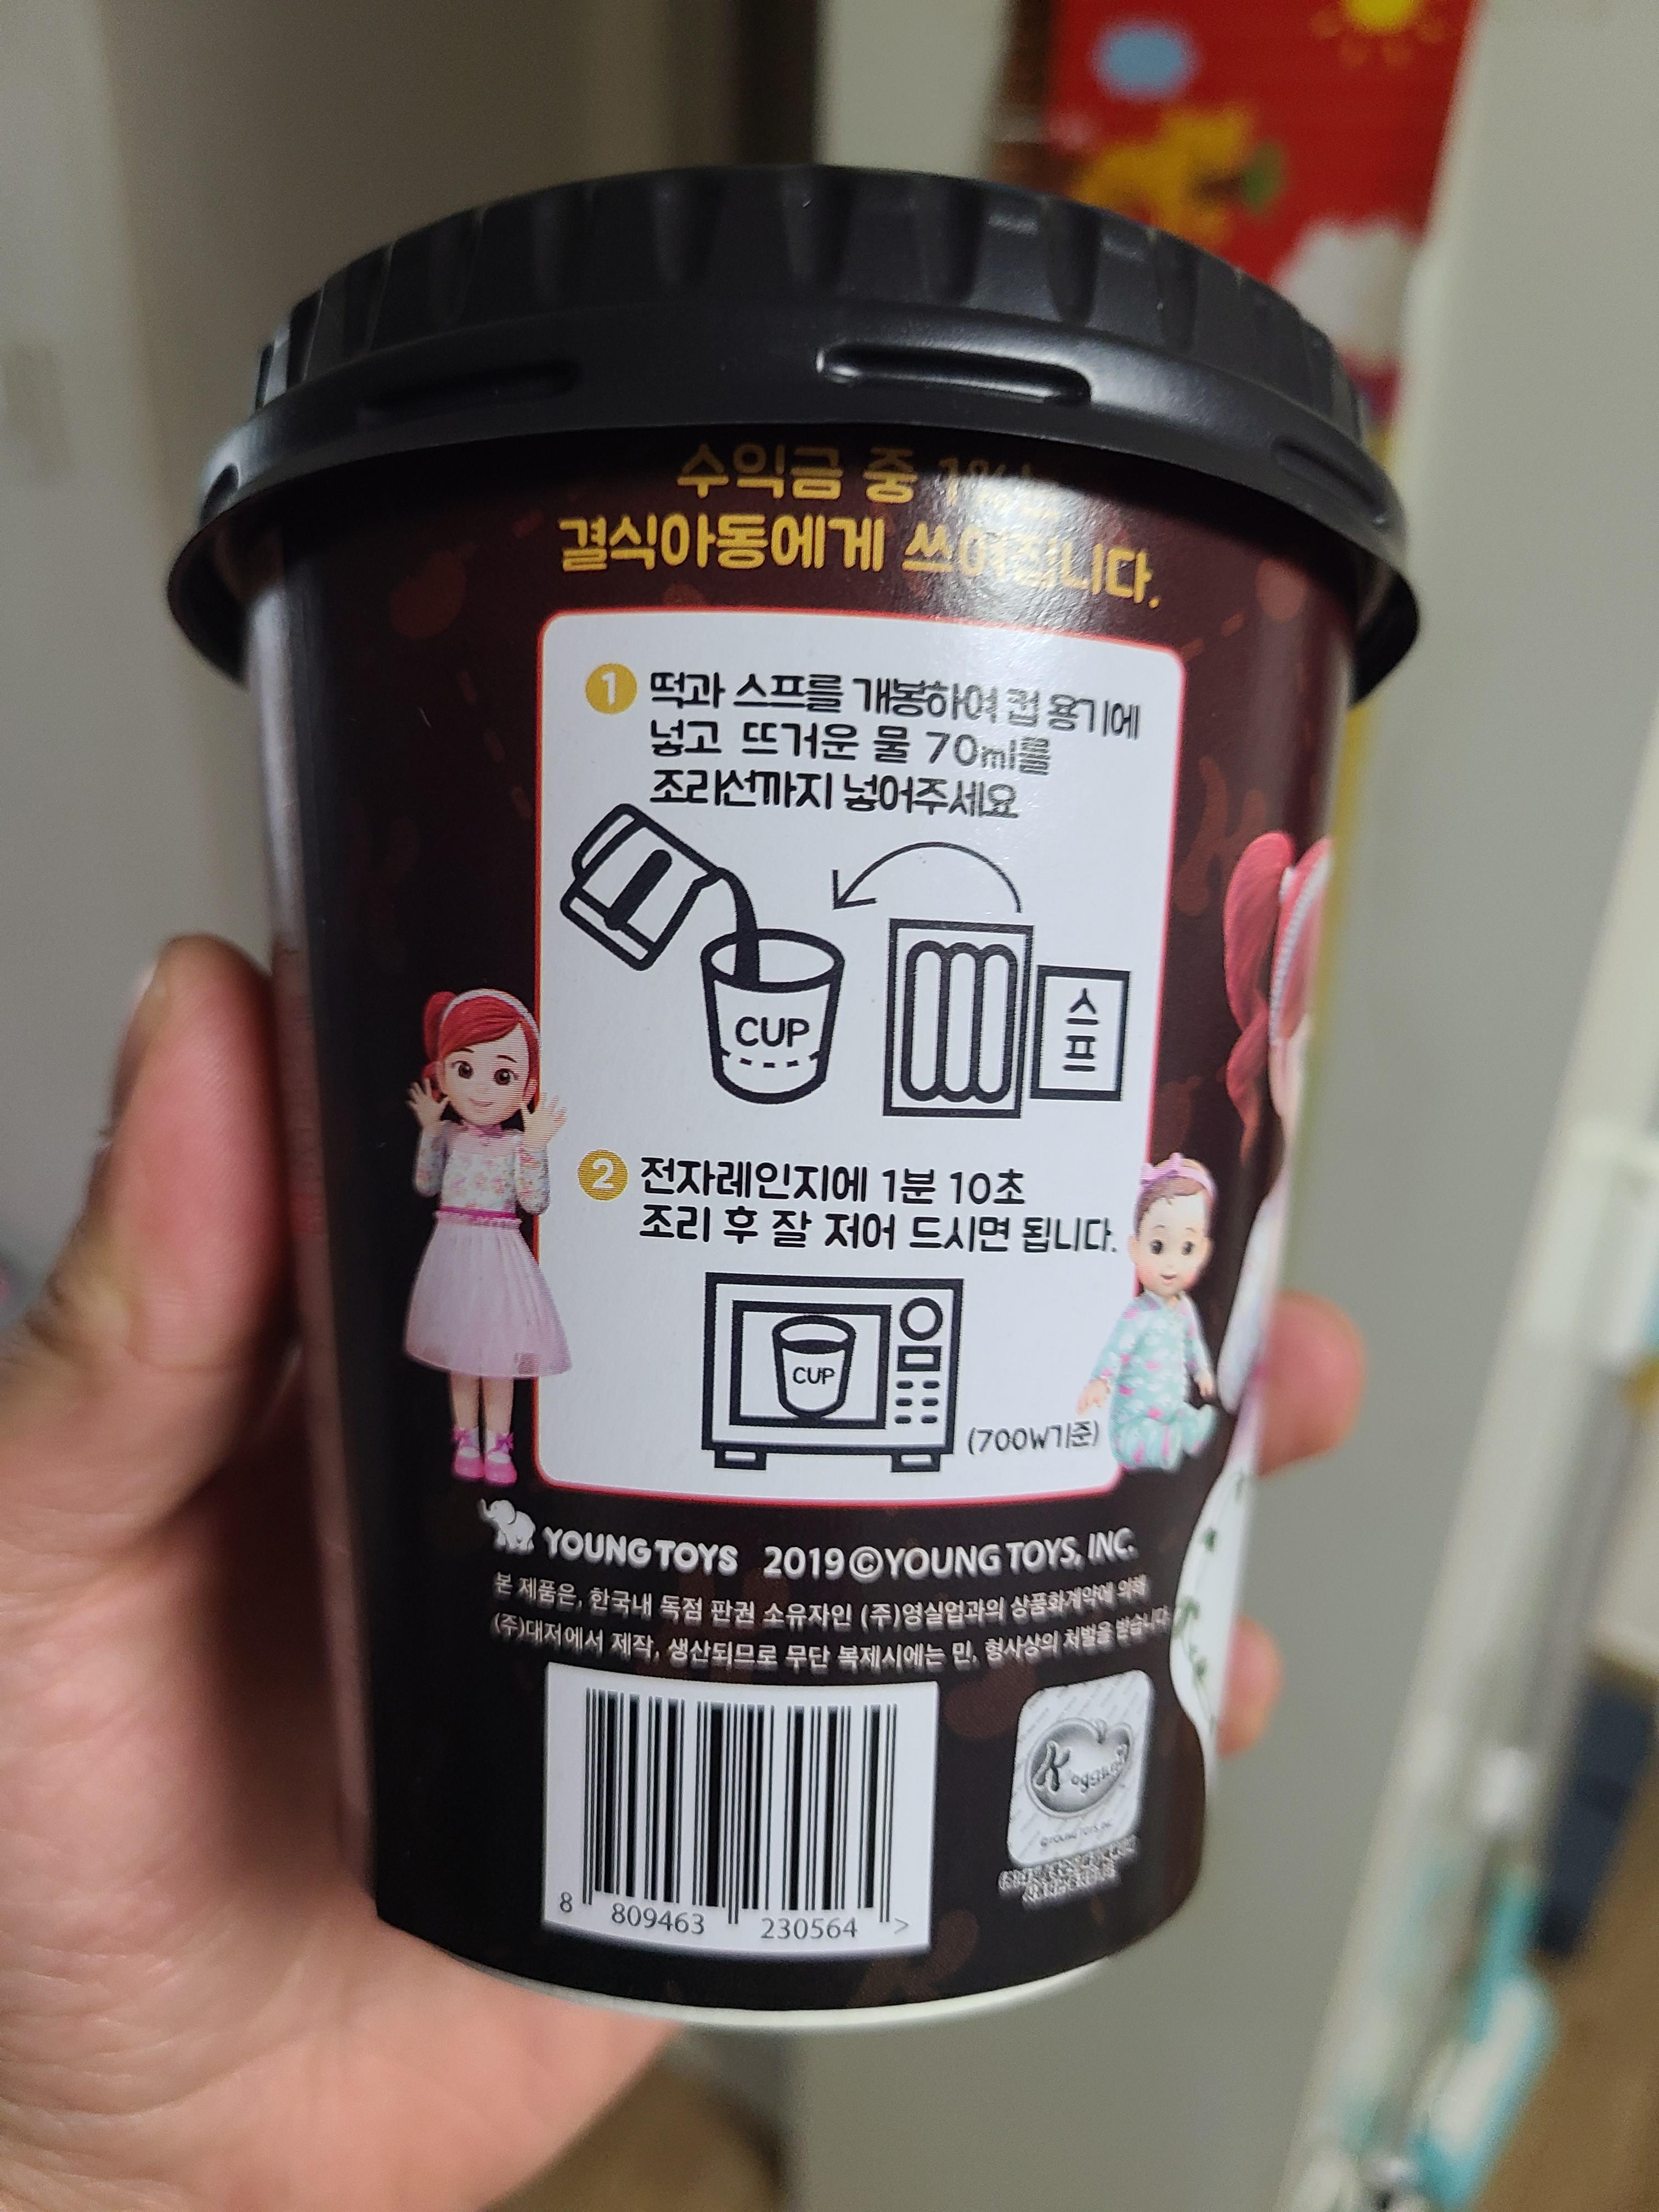 수익금 중 1%는
결식아동에게 쓰여집니다.
1 떡과 스프를 개봉하여 컵 용기에
넣고 뜨거운 물 70ml를
조리선까지 넣어주세요
CUP
스
프
2 전자레인지에 1분 10초
조리 후 잘 저어 드시면 됩니다.
CUP
(700W기준)
YOUNG TOYS 2019©YOUNG TOYS, INC.
본 제품은, 한국내 독점 판권 소유자인 (주)영실업과의 상품화계약에 의해
(주)대저에서 제작, 생산되므로 무단 복제시에는 민, 형사상의 처벌을 받습니다.
8 809463 230564 >
©YOUNG TOYS, INC.